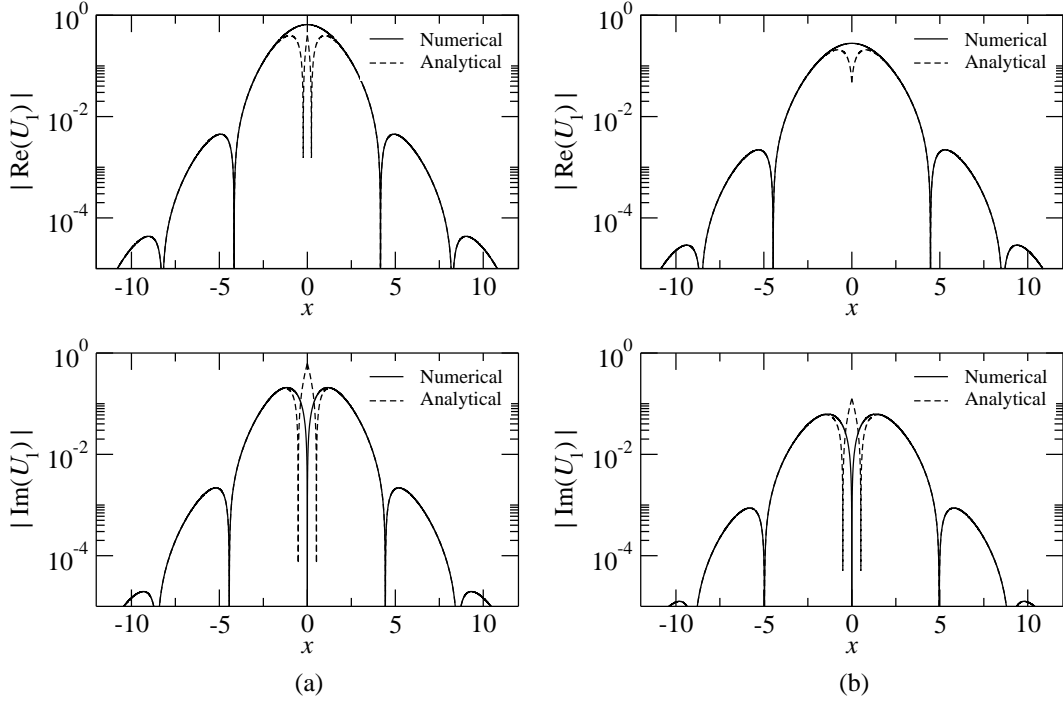 10^0
10^-2
10^-4
| Re(U_1) |
Numerical
Analytical
-10 -5 0 5 10
x
10^0
10^-2
10^-4
| Re(U_1) |
Numerical
Analytical
-10 -5 0 5 10
x
10^0
10^-2
10^-4
| Im(U_1) |
Numerical
Analytical
-10 -5 0 5 10
x
10^0
10^-2
10^-4
| Im(U_1) |
Numerical
Analytical
-10 -5 0 5 10
x
(a)
(b)